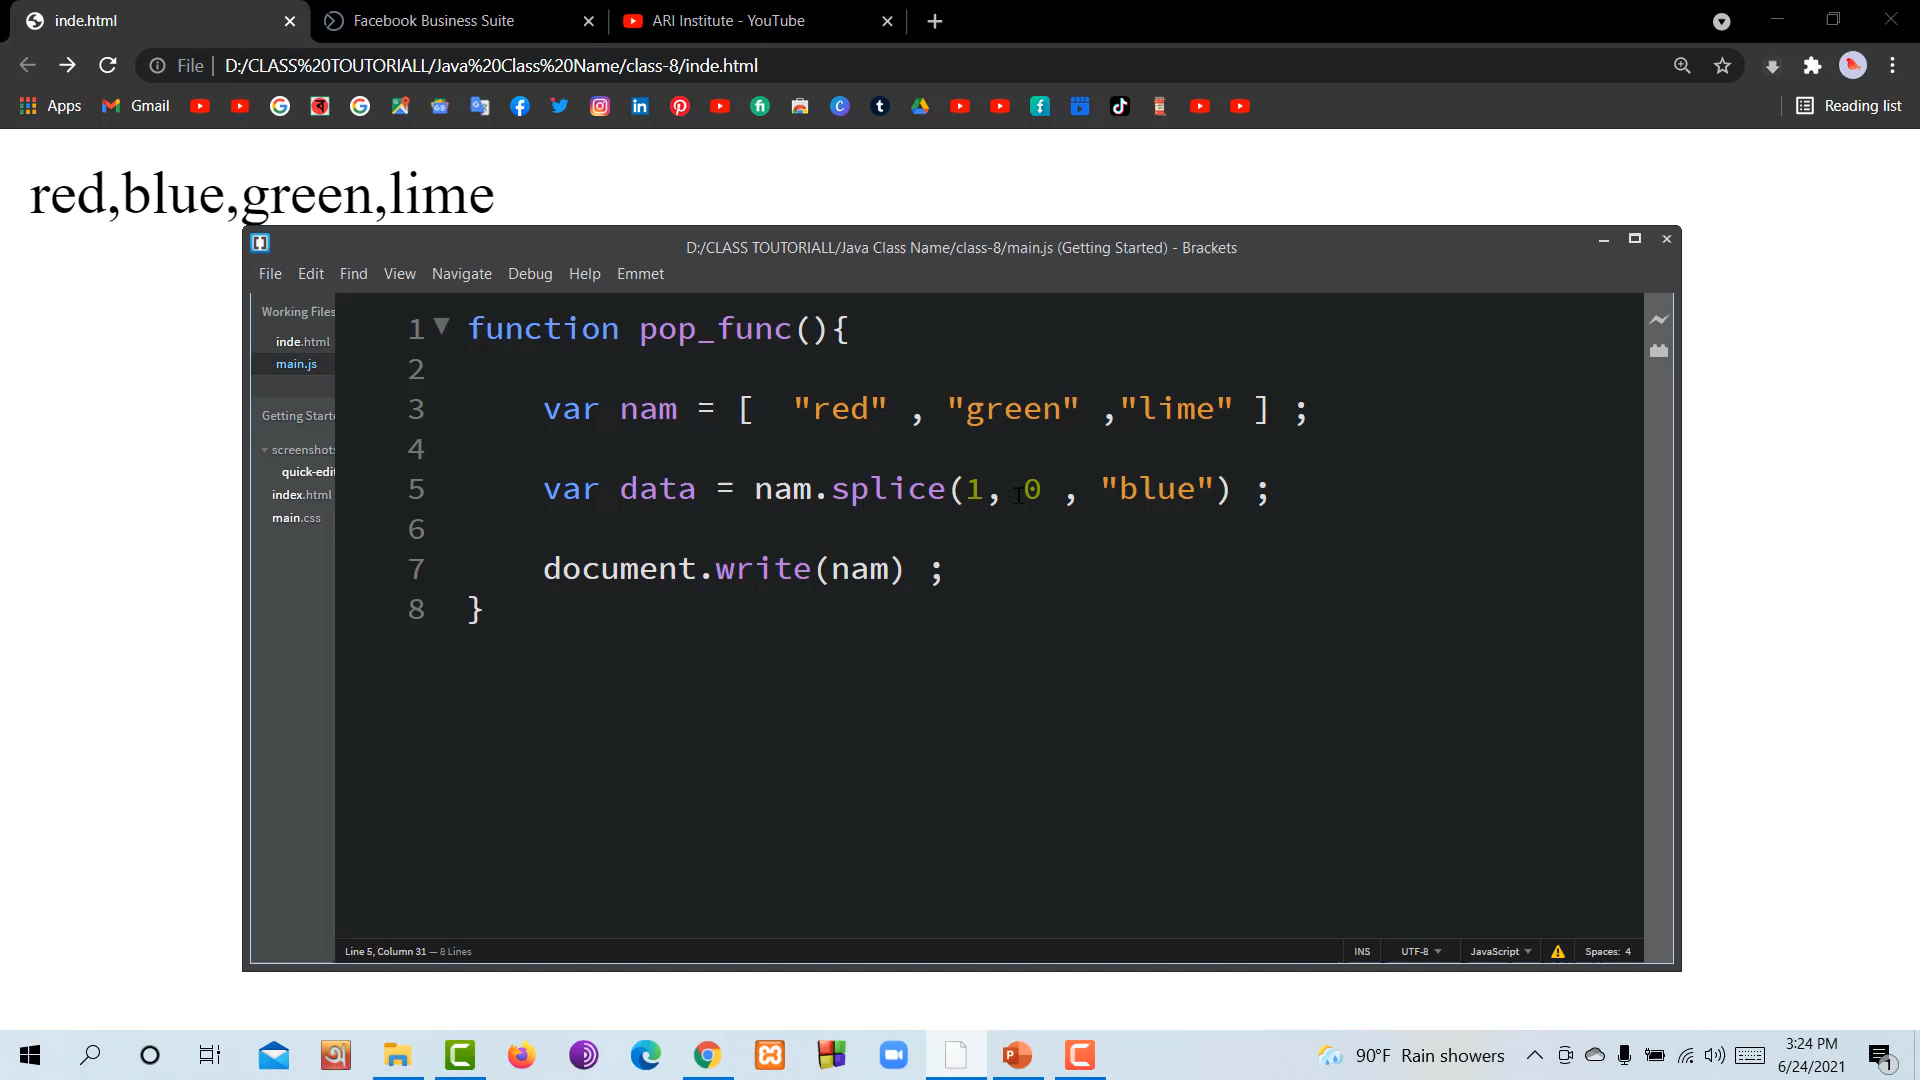 inde.html
Facebook Business Suite
ARI Institute - YouTube
File
D:/CLASS%20TOUTORIALL/Java%20Class%20Name/class-8/inde.html
Apps
Gmail
Reading list
red,blue,green,lime
D:/CLASS TOUTORIALL/Java Class Name/class-8/main.js (Getting Started) - Brackets
File Edit Find View Navigate Debug Help Emmet
Working Files
inde.html
main.js
Getting Starte
screenshots
quick-edit
index.html
main.css
1 function pop_func(){
2
3 var nam = [ "red" , "green" ,"lime" ] ;
4
5 var data = nam.splice(1, 0 , "blue") ;
6
7 document.write(nam) ;
8 }
Line 5, Column 31 — 8 Lines
INS
UTF-8
JavaScript
Spaces: 4
90°F Rain showers
3:24 PM
6/24/2021
1